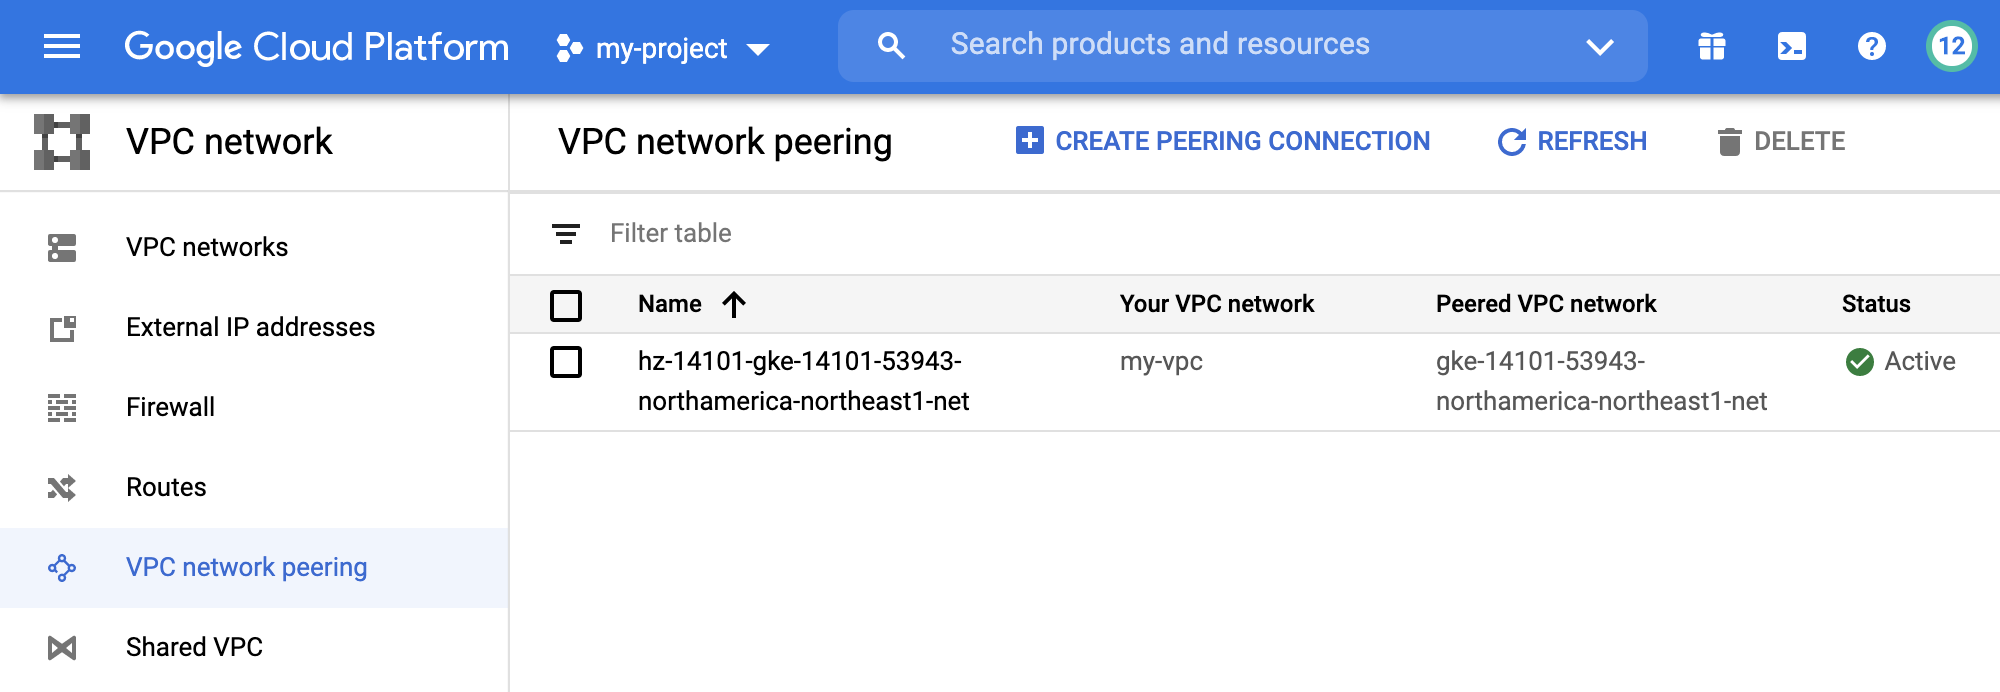 Google Cloud Platform my-project Search products and resources ? 12
VPC network
VPC network peering CREATE PEERING CONNECTION REFRESH DELETE
VPC networks
External IP addresses
Firewall
Routes
VPC network peering
Shared VPC
Filter table
Name Your VPC network Peered VPC network Status
hz-14101-gke-14101-53943- my-vpc gke-14101-53943- Active
northamerica-northeast1-net northamerica-northeast1-net